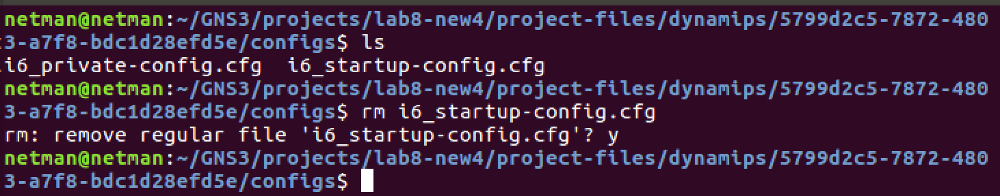 netman@netman:~/GNS3/projects/lab8-new4/project-files/dynamips/5799d2c5-7872-480
3-a7f8-bdc1d28efd5e/configs$ ls
i6_private-config.cfg  i6_startup-config.cfg
netman@netman:~/GNS3/projects/lab8-new4/project-files/dynamips/5799d2c5-7872-480
3-a7f8-bdc1d28efd5e/configs$ rm i6_startup-config.cfg
rm: remove regular file 'i6_startup-config.cfg'? y
netman@netman:~/GNS3/projects/lab8-new4/project-files/dynamips/5799d2c5-7872-480
3-a7f8-bdc1d28efd5e/configs$